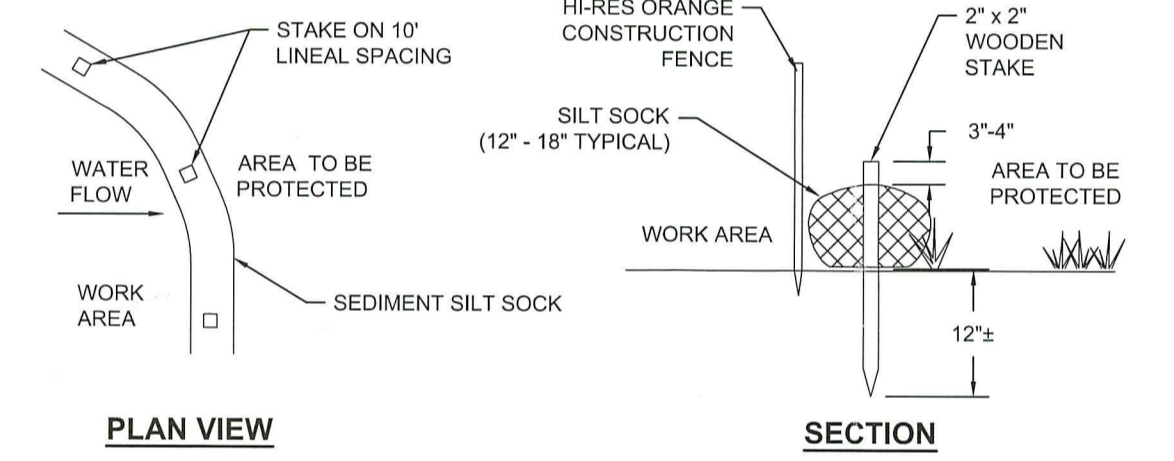 STAKE ON 10'
LINEAL SPACING
WATER
FLOW
AREA TO BE
PROTECTED
WORK
AREA
SEDIMENT SILT SOCK
PLAN VIEW
HI-RES ORANGE
CONSTRUCTION
FENCE
2" x 2"
WOODEN
STAKE
SILT SOCK
(12" - 18" TYPICAL)
3"-4"
AREA TO BE
PROTECTED
WORK AREA
12"±
SECTION